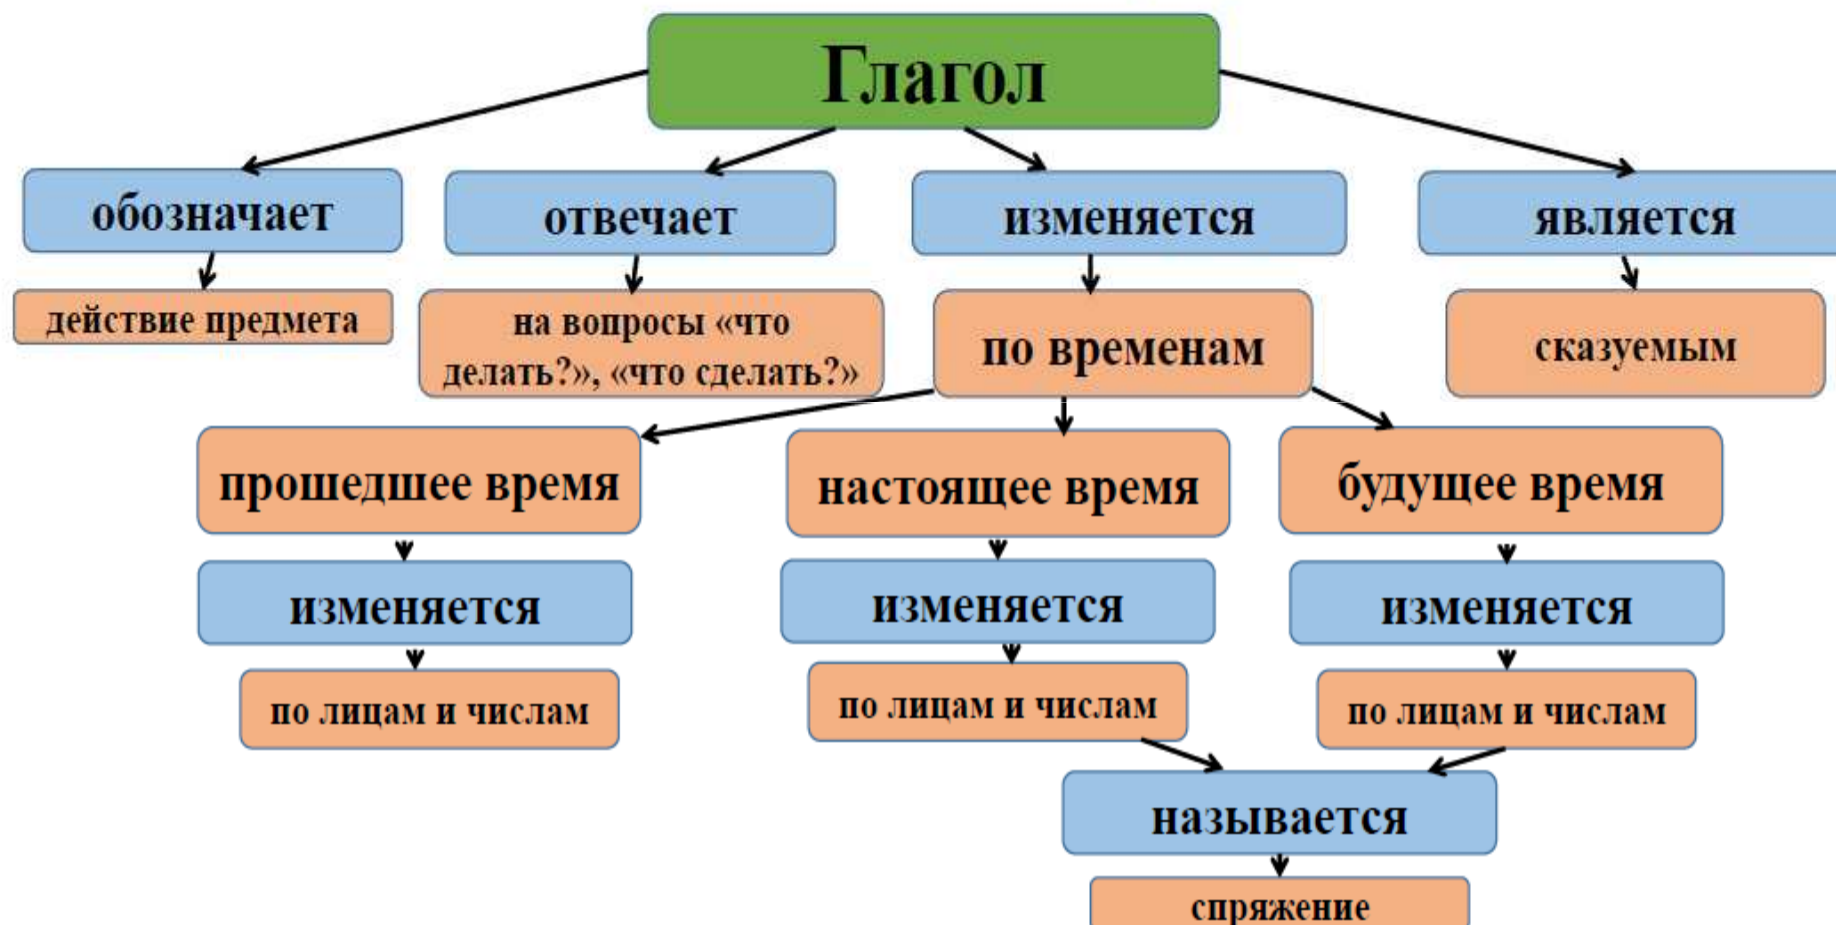 Глагол
обозначает
отвечает
изменяется
является
действие предмета
на вопросы «что
делать?», «что сделать?»
по временам
сказуемым
прошедшее время
настоящее время
будущее время
изменяется
изменяется
изменяется
по лицам и числам
по лицам и числам
по лицам и числам
называется
спряжение